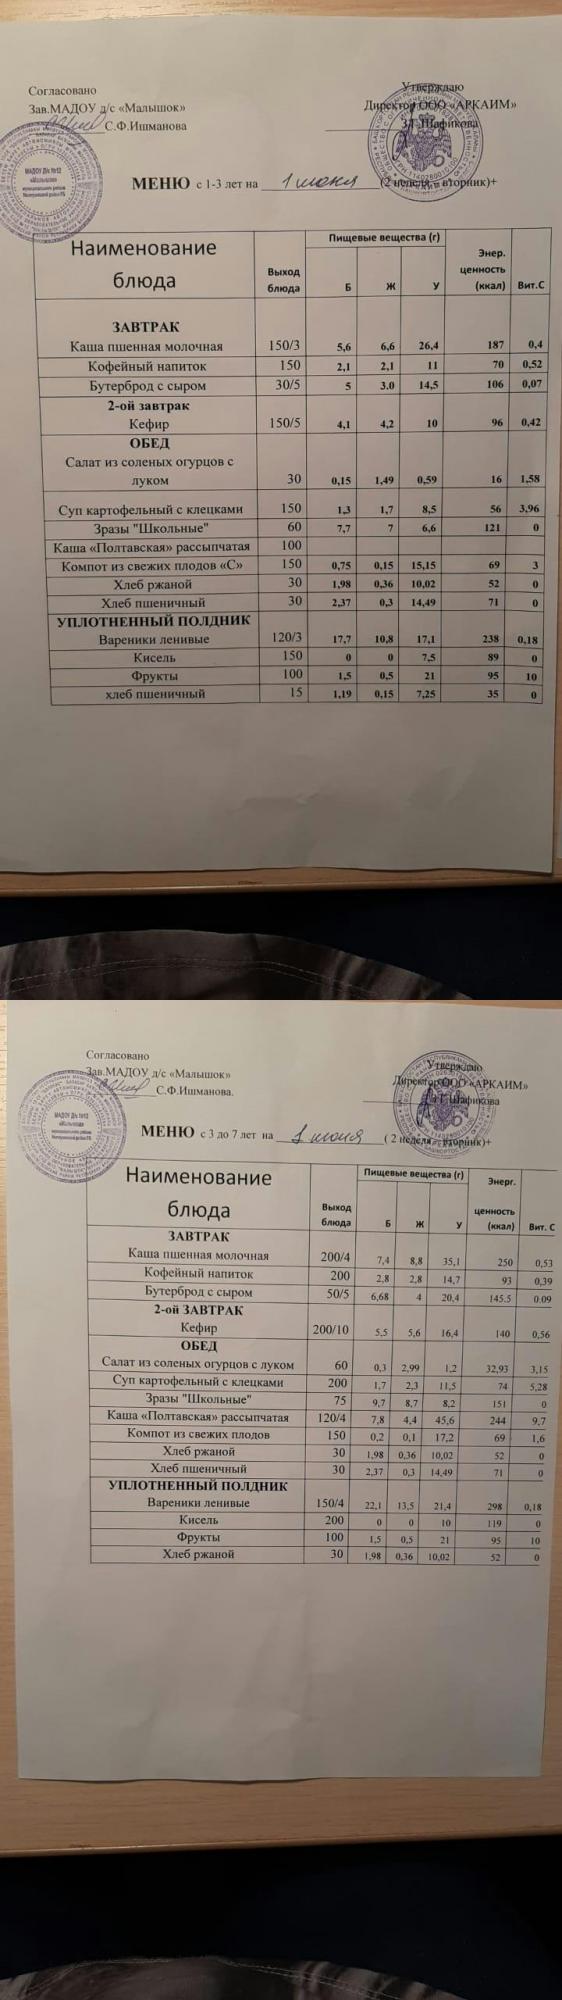 Согласовано
Утверждаю
Зав.МАДОУ д/с «Малышок»
Директор ООО «АРКАИМ»
С.Ф.Ишманова
З.Г.Шафикова
МАДОУ Д/с №12
«Малышок»
МЕНЮ с 1-3 лет на 1 июня (2 неделя – вторник)+
Наименование блюда Выход блюда Пищевые вещества (г) Б Ж У Энер. ценность (ккал) Вит.С
ЗАВТРАК
Каша пшенная молочная 150/3 5,6 6,6 26,4 187 0,4
Кофейный напиток 150 2,1 2,1 11 70 0,52
Бутерброд с сыром 30/5 5 3.0 14,5 106 0,07
2-ой завтрак
Кефир 150/5 4,1 4,2 10 96 0,42
ОБЕД
Салат из соленых огурцов с
луком 30 0,15 1,49 0,59 16 1,58
Суп картофельный с клецками 150 1,3 1,7 8,5 56 3,96
Зразы "Школьные" 60 7,7 7 6,6 121 0
Каша «Полтавская» рассыпчатая 100
Компот из свежих плодов «С» 150 0,75 0,15 15,15 69 3
Хлеб ржаной 30 1,98 0,36 10,02 52 0
Хлеб пшеничный 30 2,37 0,3 14,49 71 0
УПЛОТНЕННЫЙ ПОЛДНИК
Вареники ленивые 120/3 17,7 10,8 17,1 238 0,18
Кисель 150 0 0 7,5 89 0
Фрукты 100 1,5 0,5 21 95 10
хлеб пшеничный 15 1,19 0,15 7,25 35 0
Согласовано
Утверждаю
Зав.МАДОУ д/с «Малышок»
Директор ООО «АРКАИМ»
С.Ф.Ишманова.
З.Г.Шафикова
МАДОУ Д/с №12
«Малышок»
МЕНЮ с 3 до 7 лет на 1 июня ( 2 неделя – вторник)+
Наименование блюда Выход блюда Пищевые вещества (г) Б Ж У Энерг. ценность (ккал) Вит. С
ЗАВТРАК
Каша пшенная молочная 200/4 7,4 8,8 35,1 250 0,53
Кофейный напиток 200 2,8 2,8 14,7 93 0,39
Бутерброд с сыром 50/5 6,68 4 20,4 145.5 0.09
2-ой ЗАВТРАК
Кефир 200/10 5,5 5,6 16,4 140 0,56
ОБЕД
Салат из соленых огурцов с луком 60 0,3 2,99 1,2 32,93 3,15
Суп картофельный с клецками 200 1,7 2,3 11,5 74 5,28
Зразы "Школьные" 75 9,7 8,7 8,2 151 0
Каша «Полтавская» рассыпчатая 120/4 7,8 4,4 45,6 244 9,7
Компот из свежих плодов 150 0,2 0,1 17,2 69 1,6
Хлеб ржаной 30 1,98 0,36 10,02 52 0
Хлеб пшеничный 30 2,37 0,3 14,49 71 0
УПЛОТНЕННЫЙ ПОЛДНИК
Вареники ленивые 150/4 22,1 13,5 21,4 298 0,18
Кисель 200 0 0 10 119 0
Фрукты 100 1,5 0,5 21 95 10
Хлеб ржаной 30 1,98 0,36 10,02 52 0